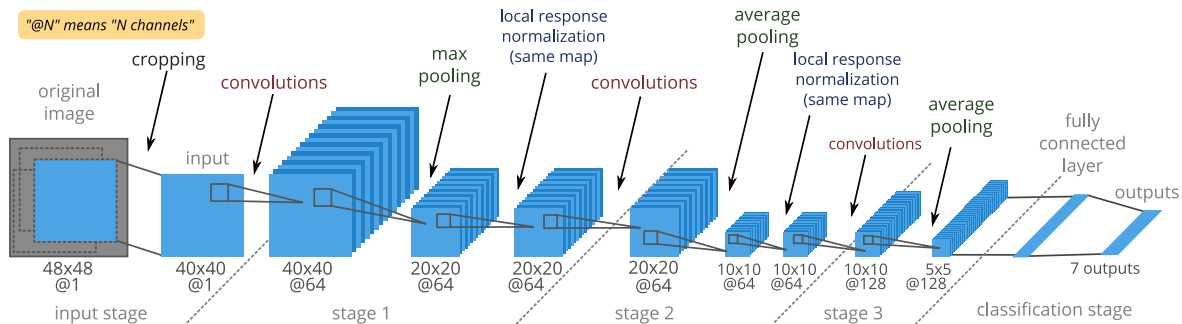 "@N" means "N channels"
original
image
cropping
input
convolutions
max
pooling
local response
normalization
(same map)
convolutions
average
pooling
local response
normalization
(same map)
convolutions
average
pooling
fully
connected
layer
outputs
48x48
@1
40x40
@1
40x40
@64
20x20
@64
20x20
@64
20x20
@64
10x10
@64
10x10
@64
10x10
@128
5x5
@128
7 outputs
input stage
stage 1
stage 2
stage 3
classification stage